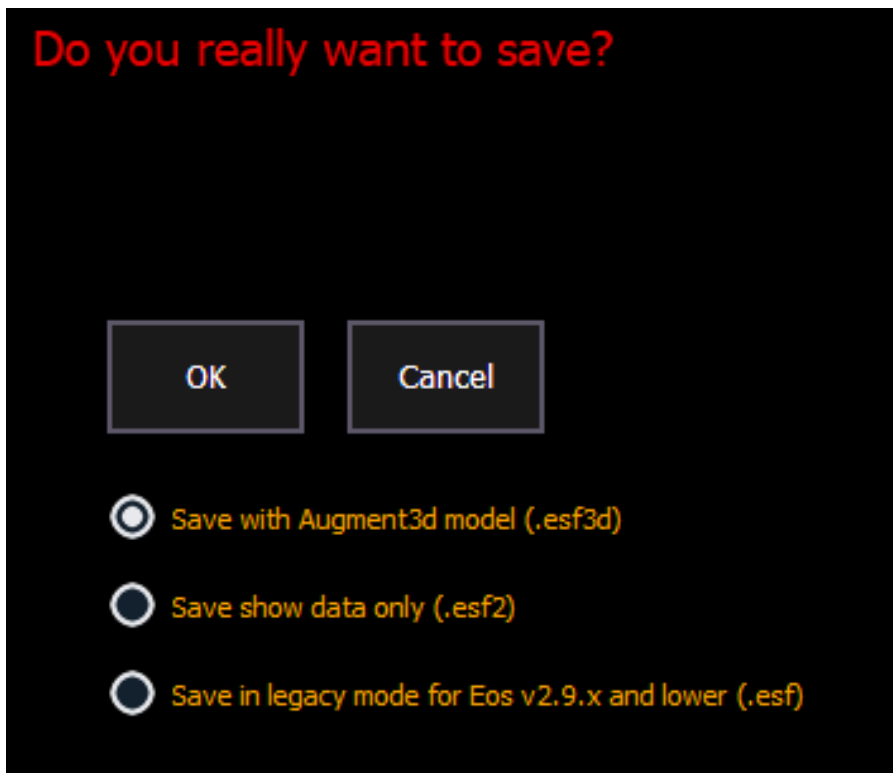 Do you really want to save?
OK
Cancel
Save with Augment3d model (.esf3d)
Save show data only (.esf2)
Save in legacy mode for Eos v2.9.x and lower (.esf)